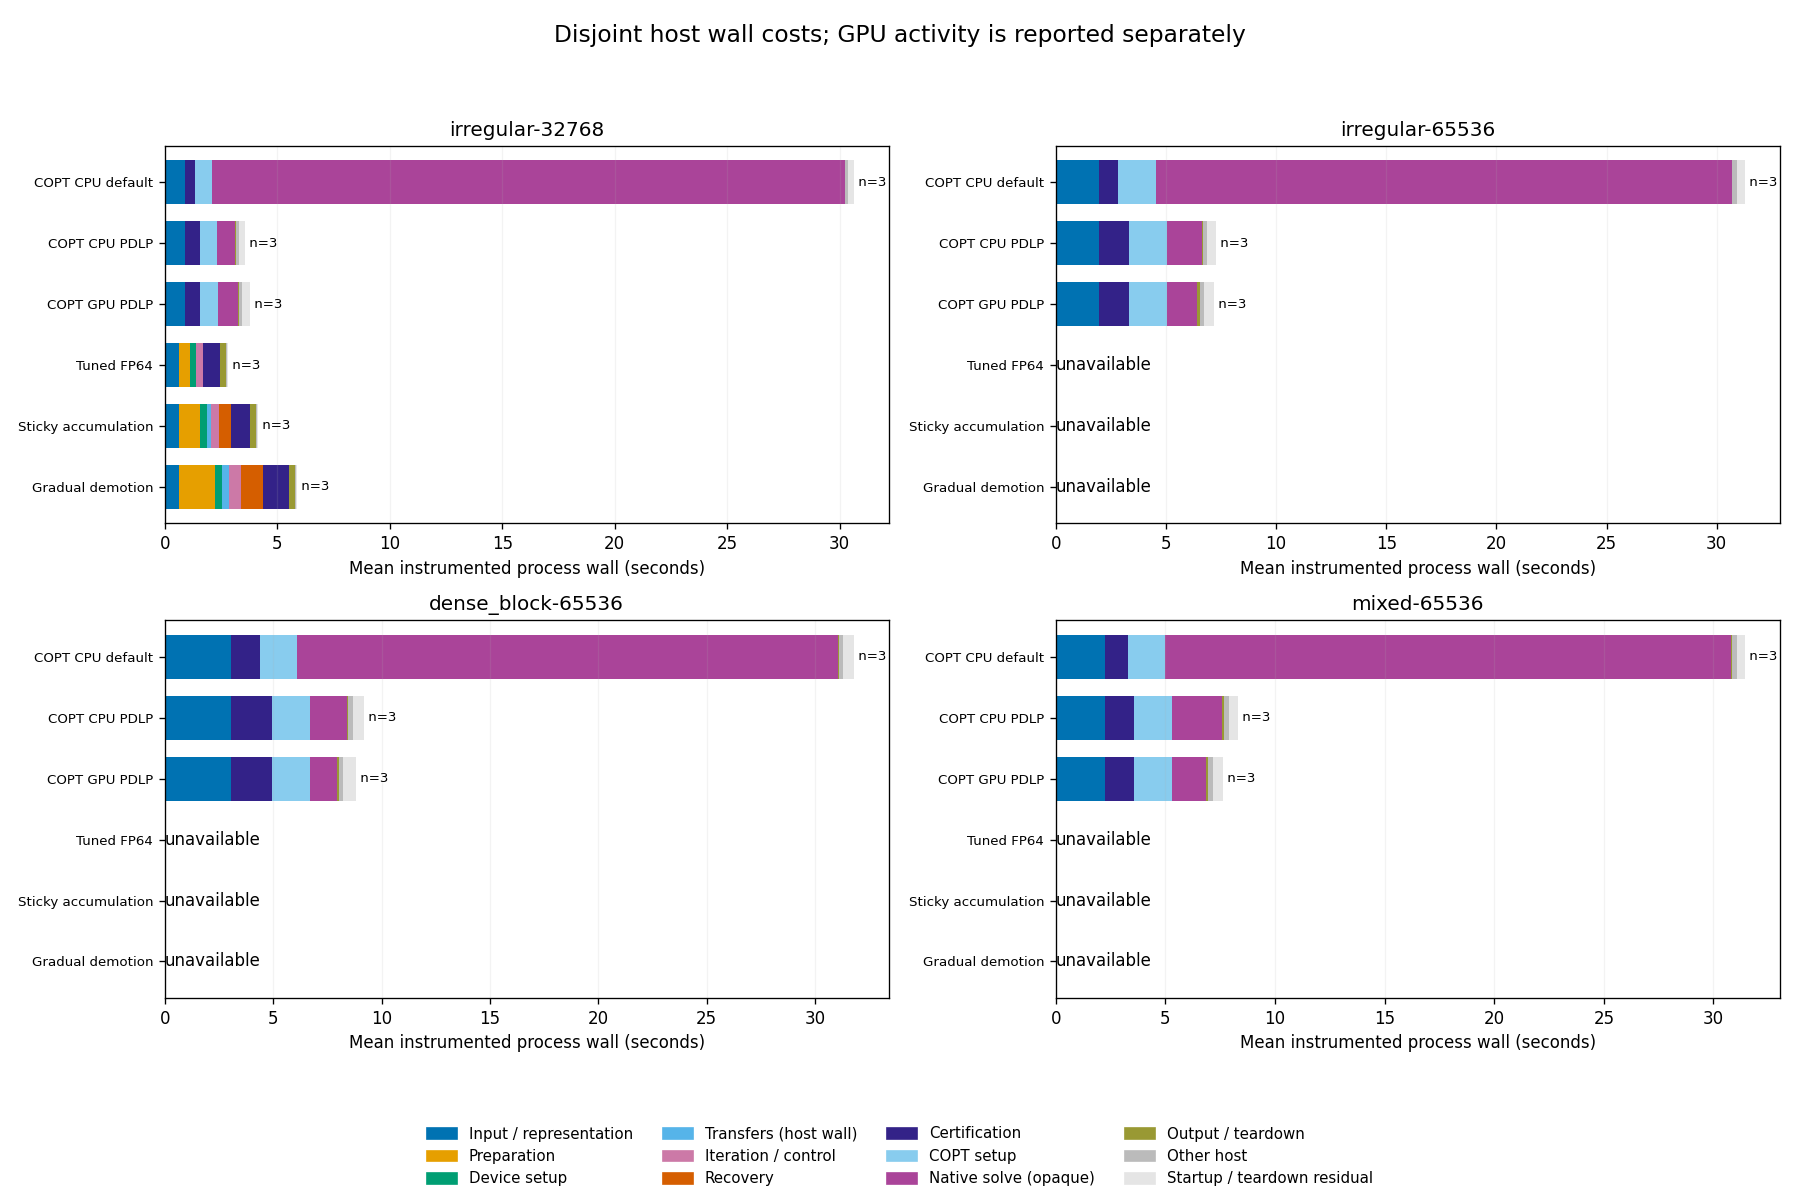 Disjoint host wall costs; GPU activity is reported separately
irregular-32768
COPT CPU default
n=3
COPT CPU PDLP
n=3
COPT GPU PDLP
n=3
Tuned FP64
n=3
Sticky accumulation
n=3
Gradual demotion
n=3
0 5 10 15 20 25 30
Mean instrumented process wall (seconds)
irregular-65536
COPT CPU default
n=3
COPT CPU PDLP
n=3
COPT GPU PDLP
n=3
Tuned FP64
unavailable
Sticky accumulation
unavailable
Gradual demotion
unavailable
0 5 10 15 20 25 30
Mean instrumented process wall (seconds)
dense_block-65536
COPT CPU default
n=3
COPT CPU PDLP
n=3
COPT GPU PDLP
n=3
Tuned FP64
unavailable
Sticky accumulation
unavailable
Gradual demotion
unavailable
0 5 10 15 20 25 30
Mean instrumented process wall (seconds)
mixed-65536
COPT CPU default
n=3
COPT CPU PDLP
n=3
COPT GPU PDLP
n=3
Tuned FP64
unavailable
Sticky accumulation
unavailable
Gradual demotion
unavailable
0 5 10 15 20 25 30
Mean instrumented process wall (seconds)
Input / representation
Preparation
Device setup
Transfers (host wall)
Iteration / control
Recovery
Certification
COPT setup
Native solve (opaque)
Output / teardown
Other host
Startup / teardown residual